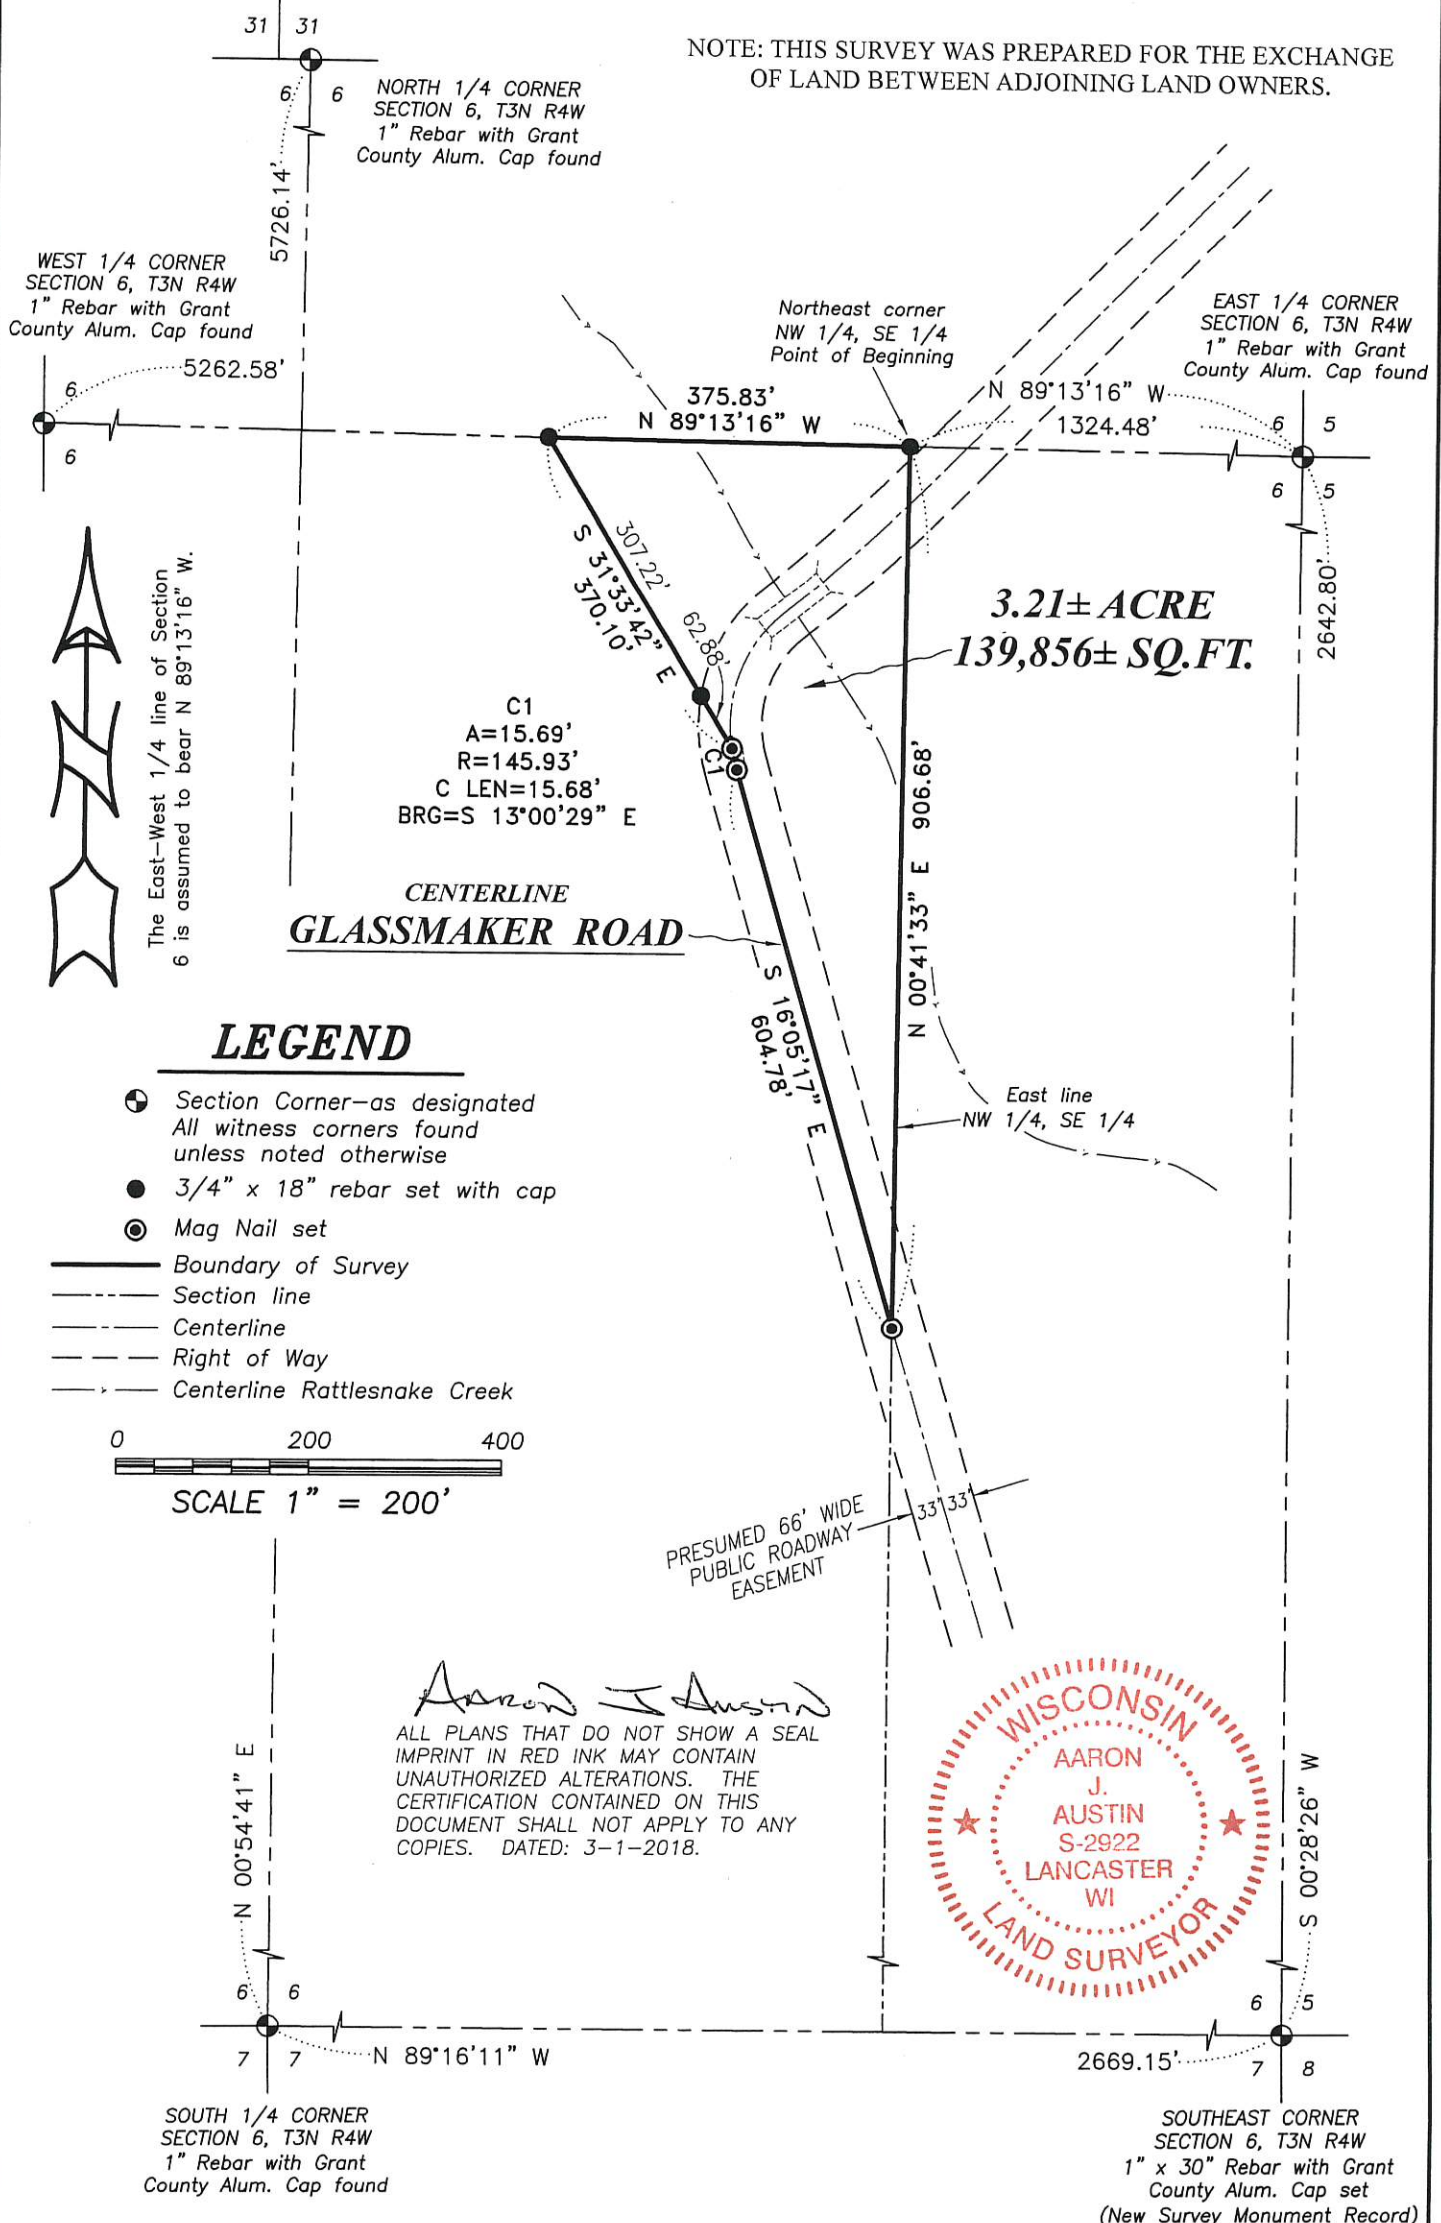 31 31
NOTE: THIS SURVEY WAS PREPARED FOR THE EXCHANGE
OF LAND BETWEEN ADJOINING LAND OWNERS.
6 6
NORTH 1/4 CORNER
SECTION 6, T3N R4W
1" Rebar with Grant
County Alum. Cap found
5726.14'
WEST 1/4 CORNER
SECTION 6, T3N R4W
1" Rebar with Grant
County Alum. Cap found
5262.58'
6
6
Northeast corner
NW 1/4, SE 1/4
Point of Beginning
EAST 1/4 CORNER
SECTION 6, T3N R4W
1" Rebar with Grant
County Alum. Cap found
375.83'
N 89°13'16" W
N 89°13'16" W
1324.48'
6 5
6 5
2642.80'
307.22'
S 31°33'42" E
370.10'
62.88'
3.21± ACRE
139,856± SQ.FT.
The East-West 1/4 line of Section
6 is assumed to bear N 89°13'16" W.
C1
A=15.69'
R=145.93'
C LEN=15.68'
BRG=S 13°00'29" E
C1
N 00°41'33" E 906.68'
CENTERLINE
GLASSMAKER ROAD
S 16°05'17" E
604.78'
East line
NW 1/4, SE 1/4
LEGEND
Section Corner-as designated
All witness corners found
unless noted otherwise
3/4" x 18" rebar set with cap
Mag Nail set
Boundary of Survey
Section line
Centerline
Right of Way
Centerline Rattlesnake Creek
0 200 400
SCALE 1" = 200'
PRESUMED 66' WIDE
PUBLIC ROADWAY
EASEMENT
33' 33'
Aaron J Austin
ALL PLANS THAT DO NOT SHOW A SEAL
IMPRINT IN RED INK MAY CONTAIN
UNAUTHORIZED ALTERATIONS. THE
CERTIFICATION CONTAINED ON THIS
DOCUMENT SHALL NOT APPLY TO ANY
COPIES. DATED: 3-1-2018.
WISCONSIN
AARON
J.
AUSTIN
S-2922
LANCASTER
WI
LAND SURVEYOR
N 00°54'41" E
S 00°28'26" W
6 6
7 7
N 89°16'11" W
2669.15'
6 5
7 8
SOUTH 1/4 CORNER
SECTION 6, T3N R4W
1" Rebar with Grant
County Alum. Cap found
SOUTHEAST CORNER
SECTION 6, T3N R4W
1" x 30" Rebar with Grant
County Alum. Cap set
(New Survey Monument Record)